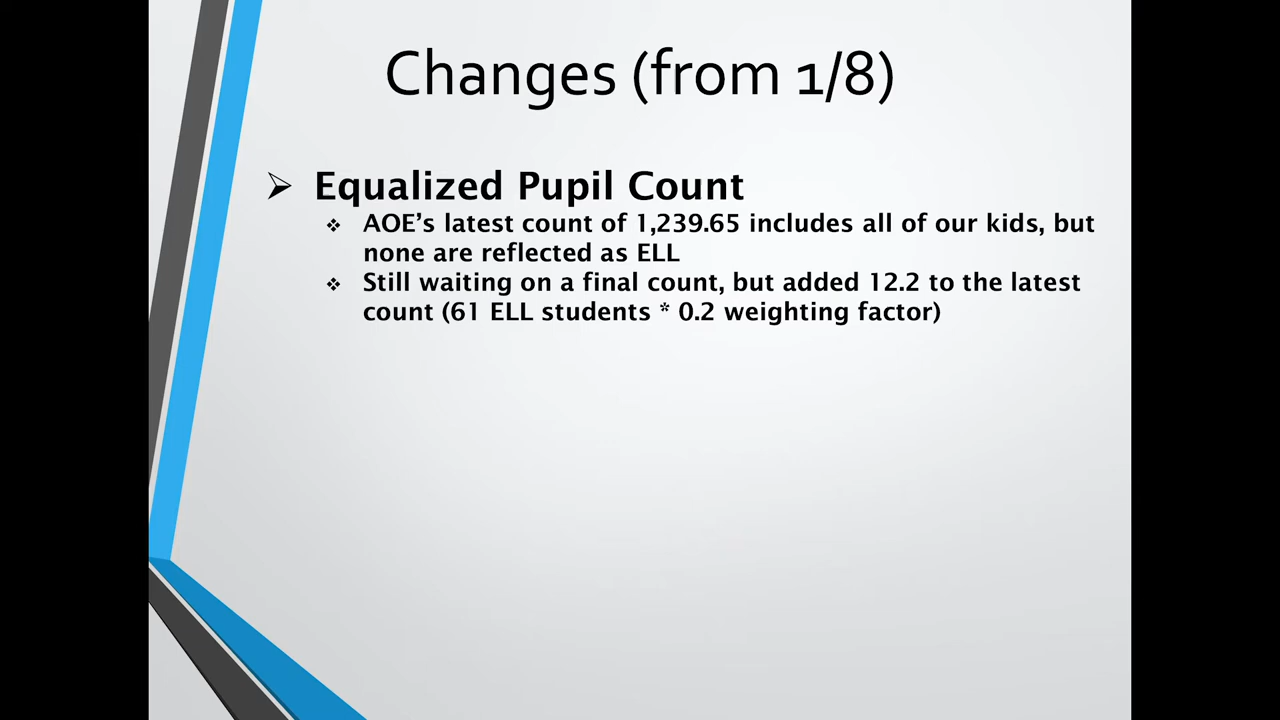 Changes (from 1/8)
Equalized Pupil Count
AOE’s latest count of 1,239.65 includes all of our kids, but
none are reflected as ELL
Still waiting on a final count, but added 12.2 to the latest
count (61 ELL students * 0.2 weighting factor)